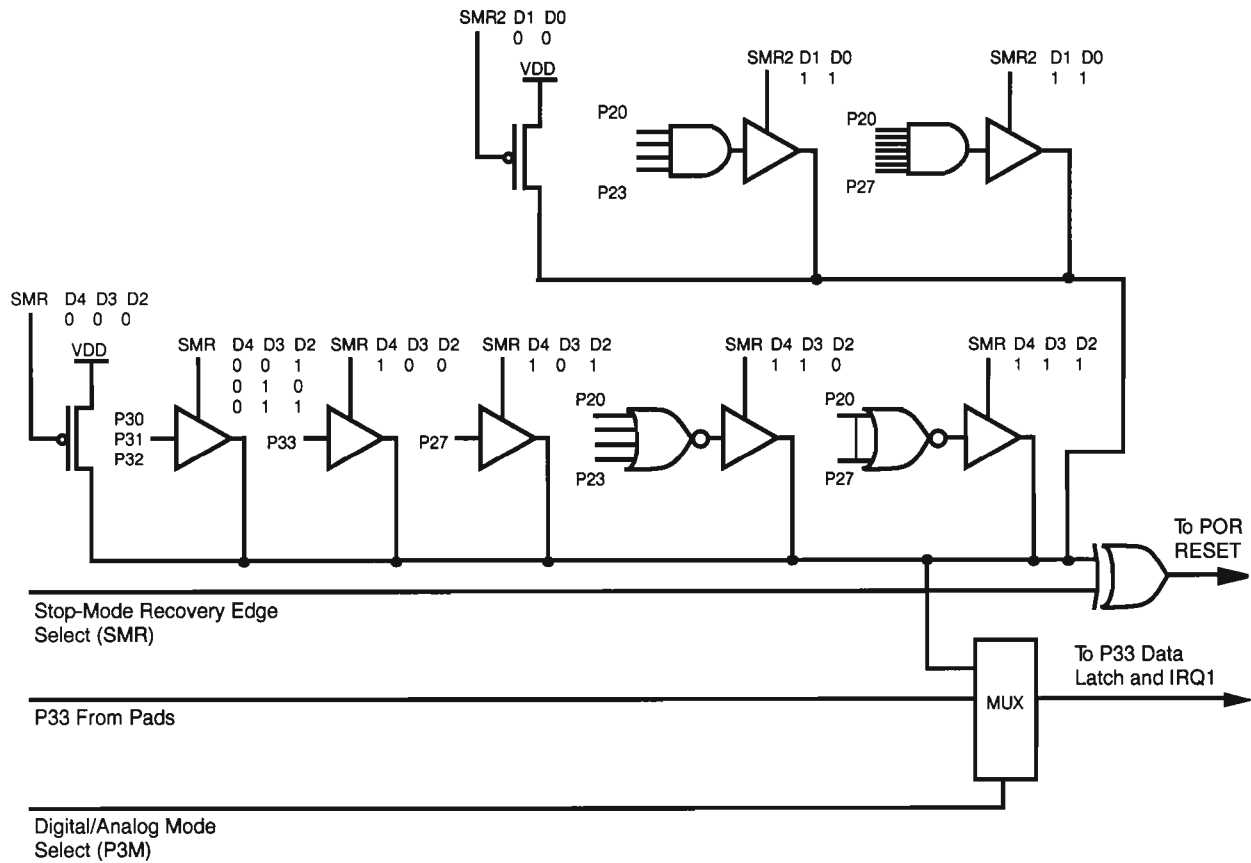 SMR2 D1 D0
0 0
VDD
SMR2 D1 D0
1 1
SMR2 D1 D0
1 1
P20
P23
P20
P27
SMR D4 D3 D2
0 0 0
VDD
SMR D4 D3 D2
0 0 1
0 1 0
0 1 1
SMR D4 D3 D2
1 0 0
SMR D4 D3 D2
1 0 1
SMR D4 D3 D2
1 1 0
SMR D4 D3 D2
1 1 1
P30
P31
P32
P33
P27
P20
P23
P20
P27
To POR
RESET
Stop-Mode Recovery Edge
Select (SMR)
To P33 Data
Latch and IRQ1
MUX
P33 From Pads
Digital/Analog Mode
Select (P3M)